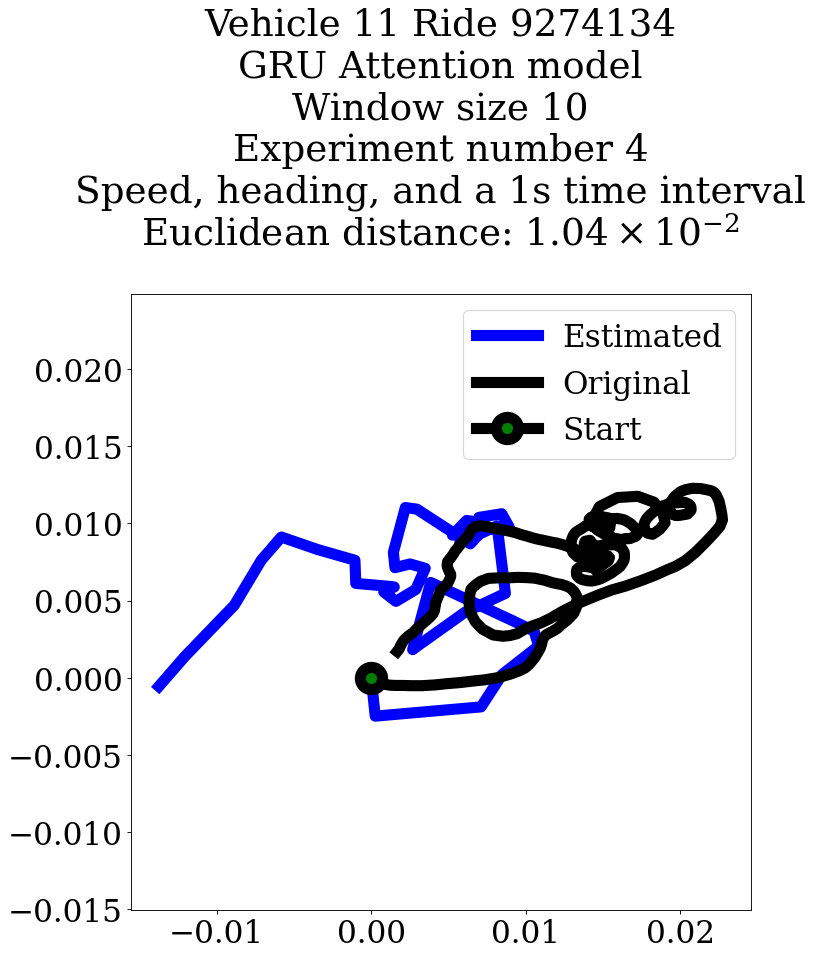 Vehicle 11 Ride 9274134
GRU Attention model
Window size 10
Experiment number 4
Speed, heading, and a 1s time interval
Euclidean distance: 1.04 × 10⁻²
Estimated
Original
Start
0.020
0.015
0.010
0.005
0.000
−0.005
−0.010
−0.015
−0.01
0.00
0.01
0.02